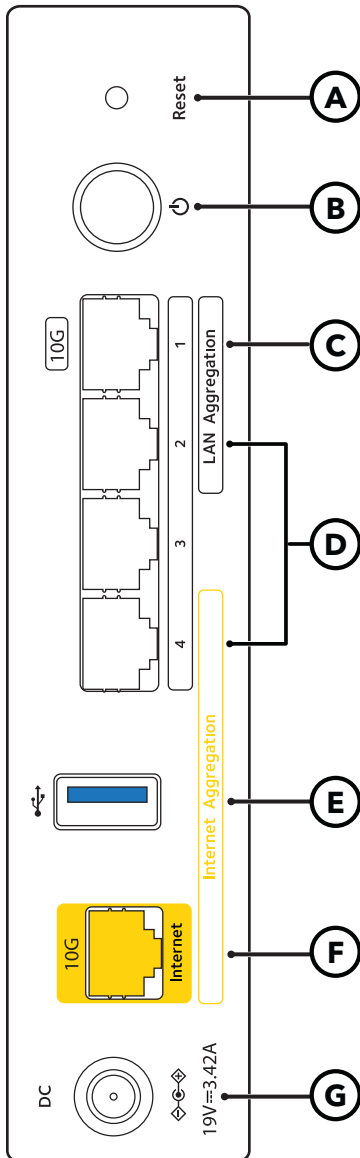 Reset
A
B
10G
1
LAN Aggregation
C
2
3
D
4
Internet Aggregation
E
10G
Internet
F
DC
19V⎓3.42A
G